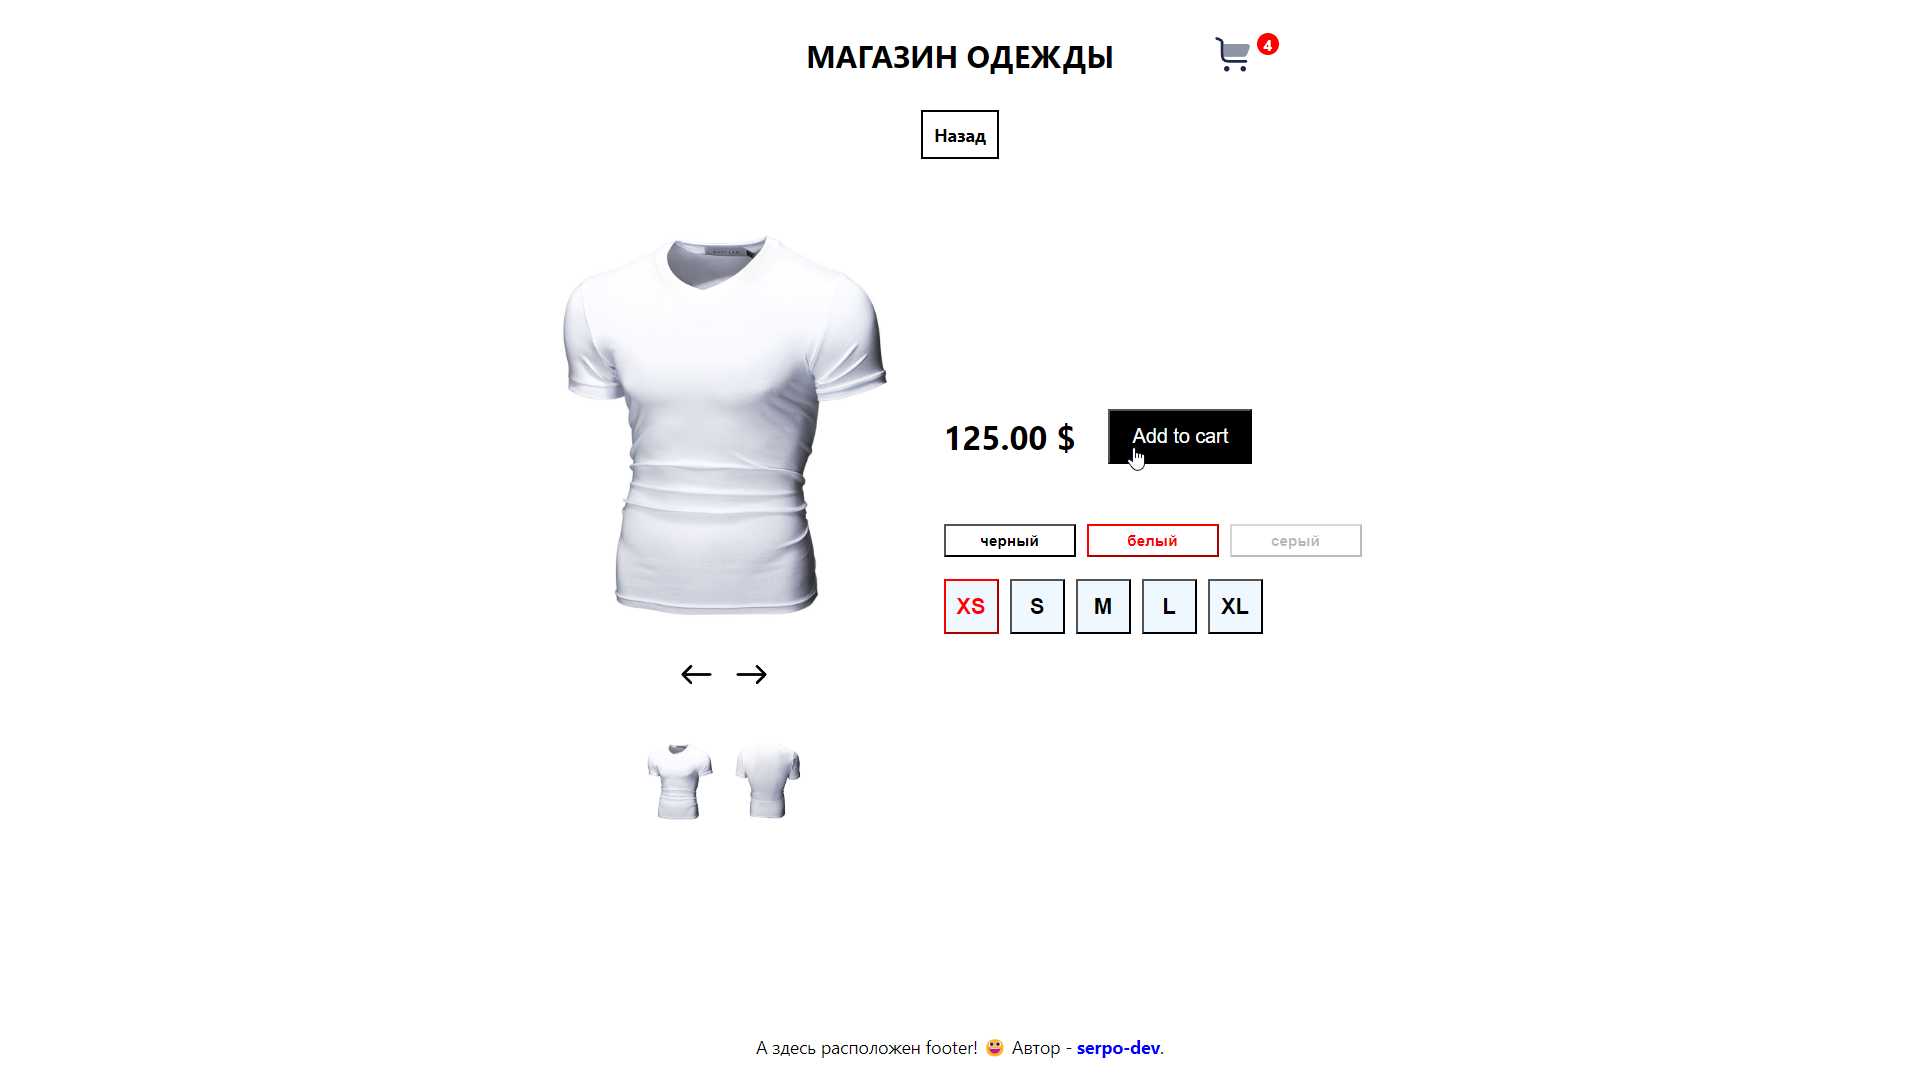 МАГАЗИН ОДЕЖДЫ
4
Назад
125.00 $
Add to cart
черный
белый
серый
XS
S
M
L
XL
А здесь расположен footer! 😀 Автор - serpo-dev.